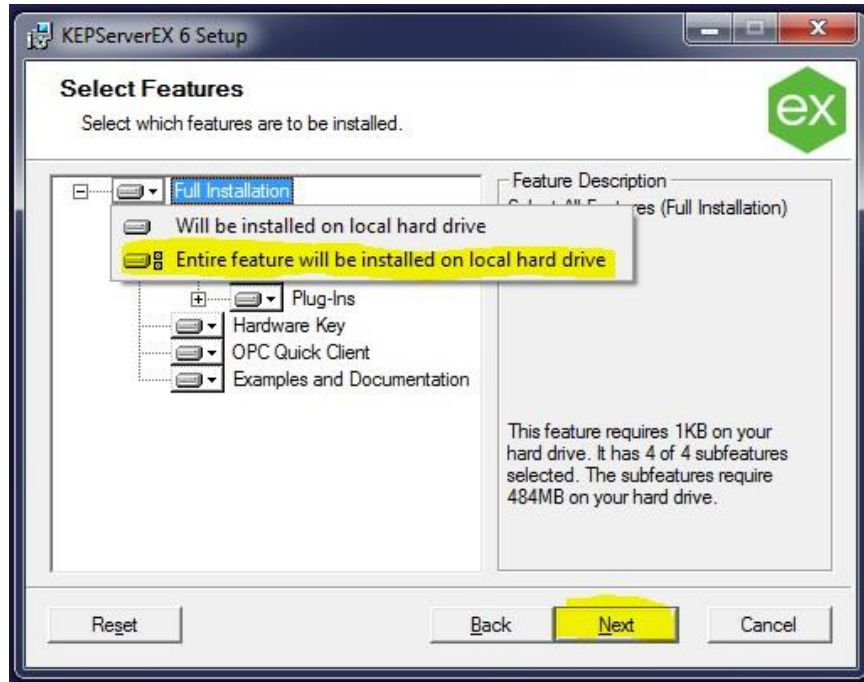 KEPServerEX 6 Setup
Select Features
Select which features are to be installed.
ex
Full Installation
Feature Description
(Full Installation)
Will be installed on local hard drive
Entire feature will be installed on local hard drive
Plug-Ins
Hardware Key
OPC Quick Client
Examples and Documentation
This feature requires 1KB on your
hard drive. It has 4 of 4 subfeatures
selected. The subfeatures require
484MB on your hard drive.
Reset
Back
Next
Cancel